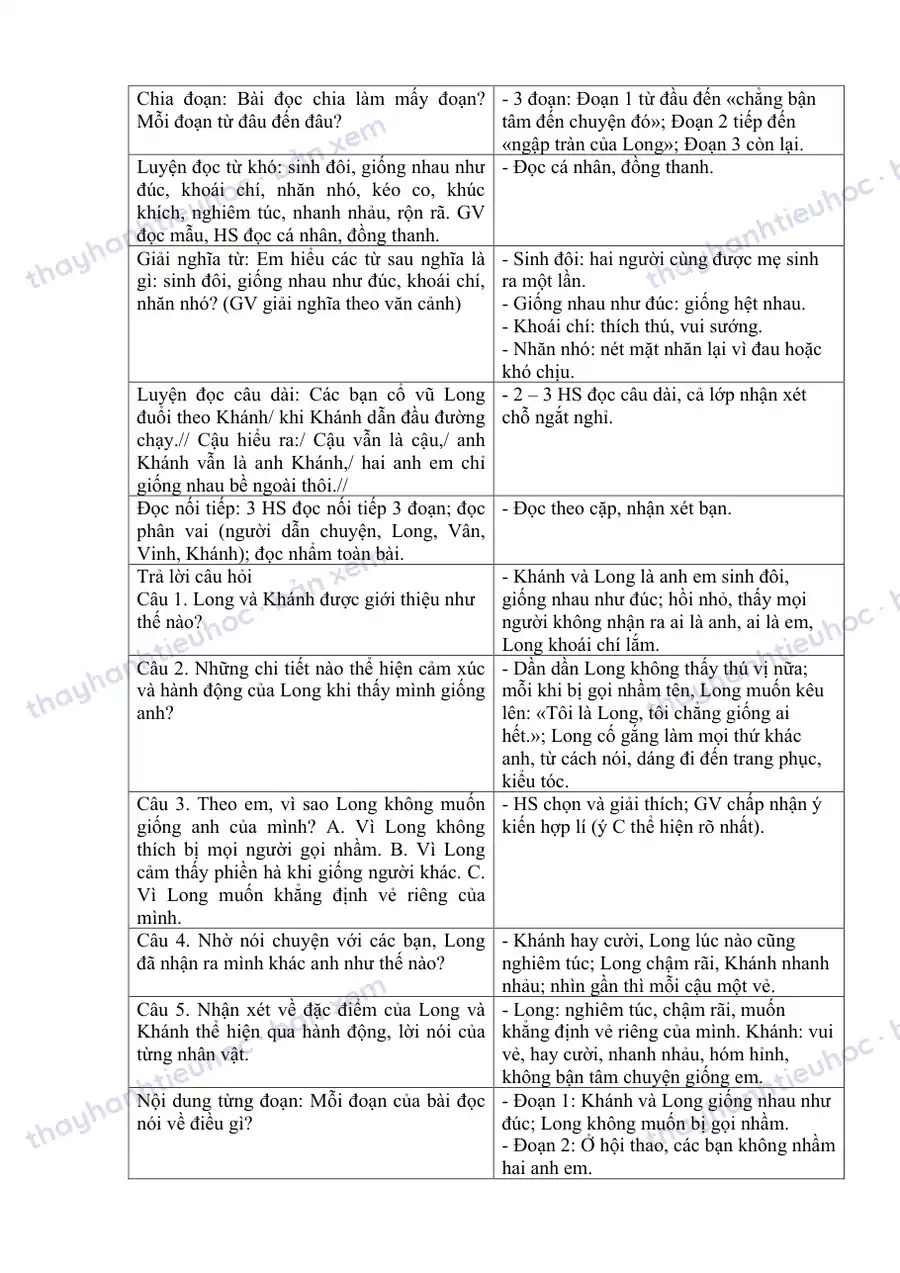 Chia đoạn: Bài đọc chia làm mấy đoạn?
Mỗi đoạn từ đâu đến đâu?
- 3 đoạn: Đoạn 1 từ đầu đến «chẳng bận
tâm đến chuyện đó»; Đoạn 2 tiếp đến
«ngập tràn của Long»; Đoạn 3 còn lại.
Luyện đọc từ khó: sinh đôi, giống nhau như
đúc, khoái chí, nhăn nhó, kéo co, khúc
khích, nghiêm túc, nhanh nhảu, rộn rã. GV
đọc mẫu, HS đọc cá nhân, đồng thanh.
- Đọc cá nhân, đồng thanh.
Giải nghĩa từ: Em hiểu các từ sau nghĩa là
gì: sinh đôi, giống nhau như đúc, khoái chí,
nhăn nhó? (GV giải nghĩa theo văn cảnh)
- Sinh đôi: hai người cùng được mẹ sinh
ra một lần.
- Giống nhau như đúc: giống hệt nhau.
- Khoái chí: thích thú, vui sướng.
- Nhăn nhó: nét mặt nhăn lại vì đau hoặc
khó chịu.
Luyện đọc câu dài: Các bạn cổ vũ Long
đuổi theo Khánh/ khi Khánh dẫn đầu đường
chạy.// Cậu hiểu ra:/ Cậu vẫn là cậu,/ anh
Khánh vẫn là anh Khánh,/ hai anh em chỉ
giống nhau bề ngoài thôi.//
- 2 – 3 HS đọc câu dài, cả lớp nhận xét
chỗ ngắt nghỉ.
Đọc nối tiếp: 3 HS đọc nối tiếp 3 đoạn; đọc
phân vai (người dẫn chuyện, Long, Vân,
Vinh, Khánh); đọc nhẩm toàn bài.
- Đọc theo cặp, nhận xét bạn.
Trả lời câu hỏi
Câu 1. Long và Khánh được giới thiệu như
thế nào?
- Khánh và Long là anh em sinh đôi,
giống nhau như đúc; hồi nhỏ, thấy mọi
người không nhận ra ai là anh, ai là em,
Long khoái chí lắm.
Câu 2. Những chi tiết nào thể hiện cảm xúc
và hành động của Long khi thấy mình giống
anh?
- Dần dần Long không thấy thú vị nữa;
mỗi khi bị gọi nhầm tên, Long muốn kêu
lên: «Tôi là Long, tôi chẳng giống ai
hết.»; Long cố gắng làm mọi thứ khác
anh, từ cách nói, dáng đi đến trang phục,
kiểu tóc.
Câu 3. Theo em, vì sao Long không muốn
giống anh của mình? A. Vì Long không
thích bị mọi người gọi nhầm. B. Vì Long
cảm thấy phiền hà khi giống người khác. C.
Vì Long muốn khẳng định vẻ riêng của
mình.
- HS chọn và giải thích; GV chấp nhận ý
kiến hợp lí (ý C thể hiện rõ nhất).
Câu 4. Nhờ nói chuyện với các bạn, Long
đã nhận ra mình khác anh như thế nào?
- Khánh hay cười, Long lúc nào cũng
nghiêm túc; Long chậm rãi, Khánh nhanh
nhảu; nhìn gần thì mỗi cậu một vẻ.
Câu 5. Nhận xét về đặc điểm của Long và
Khánh thể hiện qua hành động, lời nói của
từng nhân vật.
- Long: nghiêm túc, chậm rãi, muốn
khẳng định vẻ riêng của mình. Khánh: vui
vẻ, hay cười, nhanh nhảu, hóm hỉnh,
không bận tâm chuyện giống em.
Nội dung từng đoạn: Mỗi đoạn của bài đọc
nói về điều gì?
- Đoạn 1: Khánh và Long giống nhau như
đúc; Long không muốn bị gọi nhầm.
- Đoạn 2: Ở hội thao, các bạn không nhầm
hai anh em.
thayhanhtieuhoc · bản xem
thayhanhtieuhoc · b
thayhanhtieuhoc · bản xem
thayhanhtieuhoc · b
thayhanhtieuhoc · bản xem
thayhanhtieuhoc · b